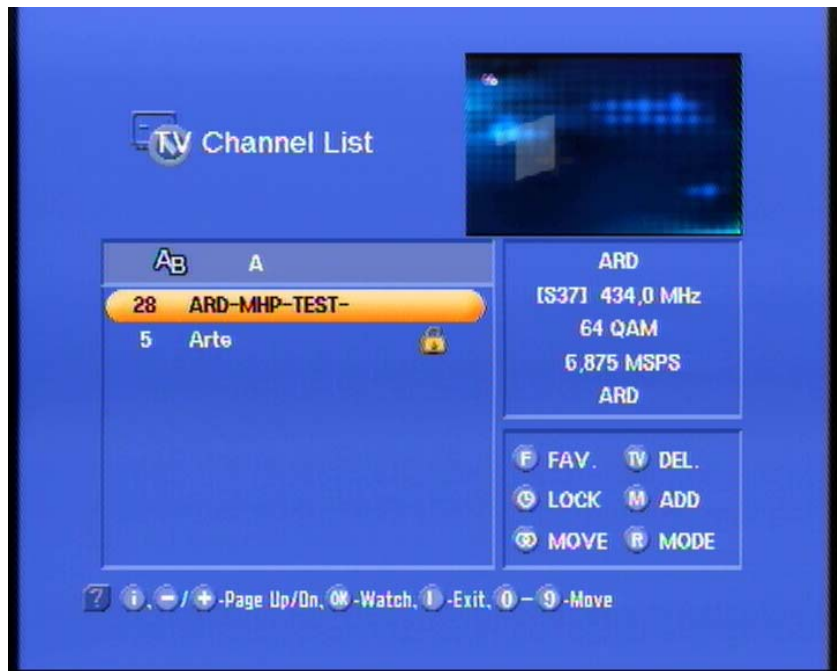 TV Channel List
AB A
28 ARD-MHP-TEST-
5 Arte
ARD
[S37] 434,0 MHz
64 QAM
6,875 MSPS
ARD
F FAV. TV DEL.
LOCK M ADD
MOVE R MODE
? i, -/+ -Page Up/Dn, OK -Watch, I -Exit, 0 - 9 -Move